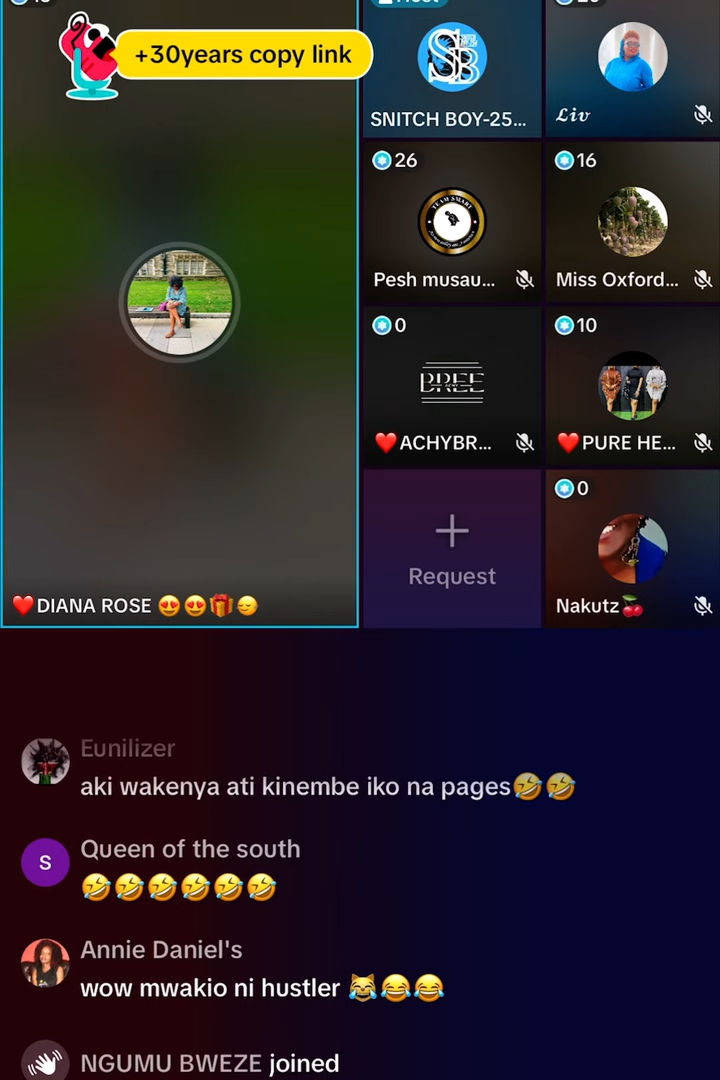 +30years copy link
SNITCH BOY-25...
𝓛𝓲𝓿
26
16
Pesh musau...
Miss Oxford...
0
10
BREE
❤️ACHYBR...
❤️PURE HE...
0
Request
Nakutz🍒
❤️DIANA ROSE 😍😍🎁😌
Eunilizer
aki wakenya ati kinembe iko na pages🤣🤣
S
Queen of the south
🤣🤣🤣🤣🤣🤣
Annie Daniel's
wow mwakio ni hustler 😹😂😂
NGUMU BWEZE joined